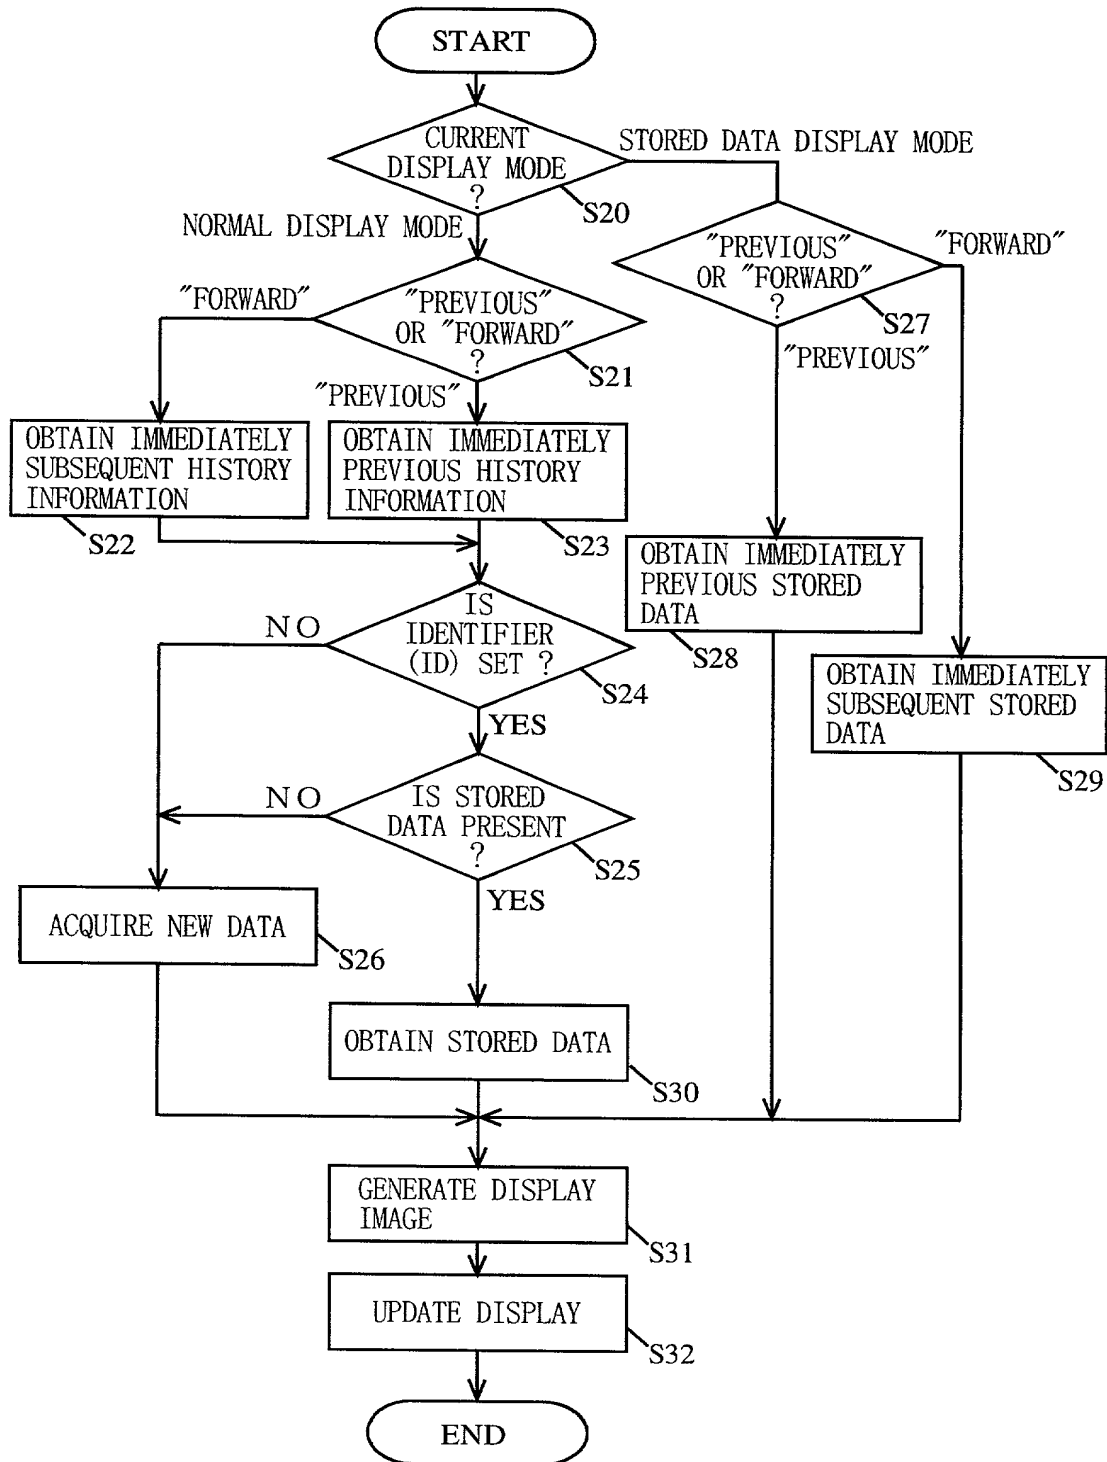 START
CURRENT
DISPLAY MODE
?
S20
STORED DATA DISPLAY MODE
NORMAL DISPLAY MODE
"PREVIOUS"
OR "FORWARD"
?
S27
"FORWARD"
"PREVIOUS"
"FORWARD"
"PREVIOUS"
OR "FORWARD"
?
S21
"PREVIOUS"
OBTAIN IMMEDIATELY
SUBSEQUENT HISTORY
INFORMATION
S22
OBTAIN IMMEDIATELY
PREVIOUS HISTORY
INFORMATION
S23
OBTAIN IMMEDIATELY
PREVIOUS STORED
DATA
S28
OBTAIN IMMEDIATELY
SUBSEQUENT STORED
DATA
S29
IS
IDENTIFIER
(ID) SET ?
S24
NO
YES
IS STORED
DATA PRESENT
?
S25
NO
YES
ACQUIRE NEW DATA
S26
OBTAIN STORED DATA
S30
GENERATE DISPLAY
IMAGE
S31
UPDATE DISPLAY
S32
END